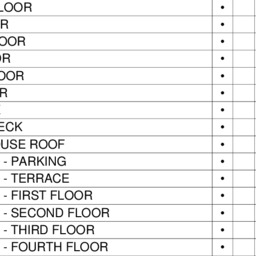 LOOR •
R •
OOR •
OR •
OOR •
R •
•
ECK •
USE ROOF •
- PARKING •
- TERRACE •
- FIRST FLOOR •
- SECOND FLOOR •
- THIRD FLOOR •
- FOURTH FLOOR •